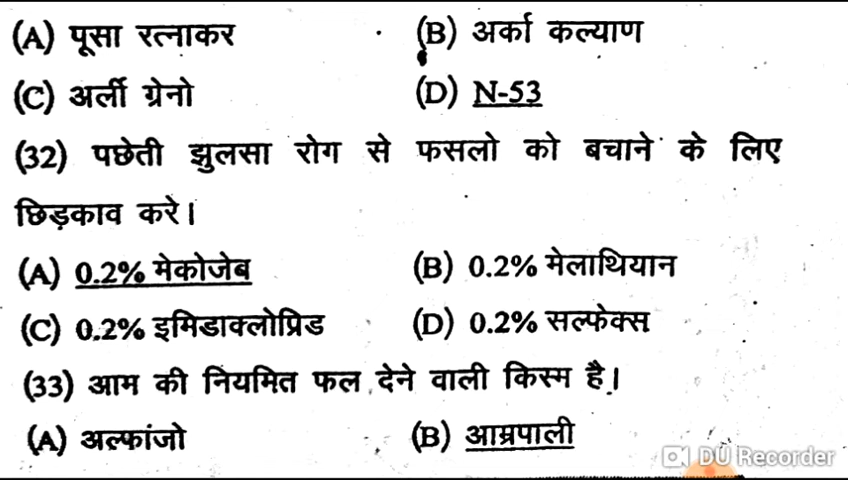 (A) पूसा रत्नाकर (B) अर्का कल्याण
(C) अर्ली ग्रेनो (D) N-53
(32) पछेती झुलसा रोग से फसलो को बचाने के लिए
छिड़काव करे।
(A) 0.2% मेकोजेब (B) 0.2% मेलाथियान
(C) 0.2% इमिडाक्लोप्रिड (D) 0.2% सल्फेक्स
(33) आम की नियमित फल देने वाली किस्म है।
(A) अल्फांजो (B) आम्रपाली
DU Recorder